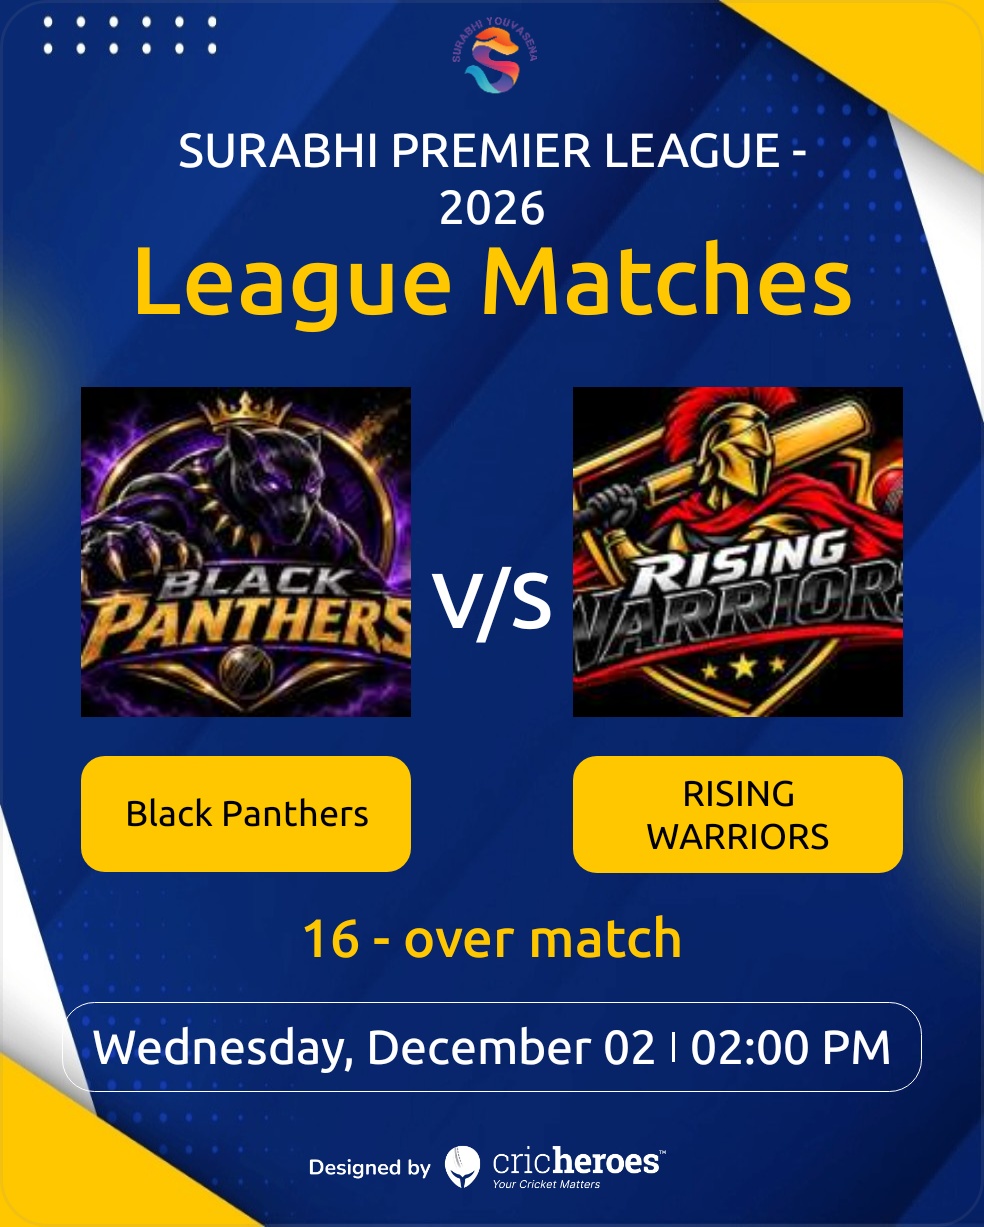 SURABHI YOUVASENA
SURABHI PREMIER LEAGUE -
2026
League Matches
BLACK
PANTHERS
V/S
RISING
WARRIORS
Black Panthers
RISING
WARRIORS
16 - over match
Wednesday, December 02 | 02:00 PM
Designed by cricheroes™
Your Cricket Matters